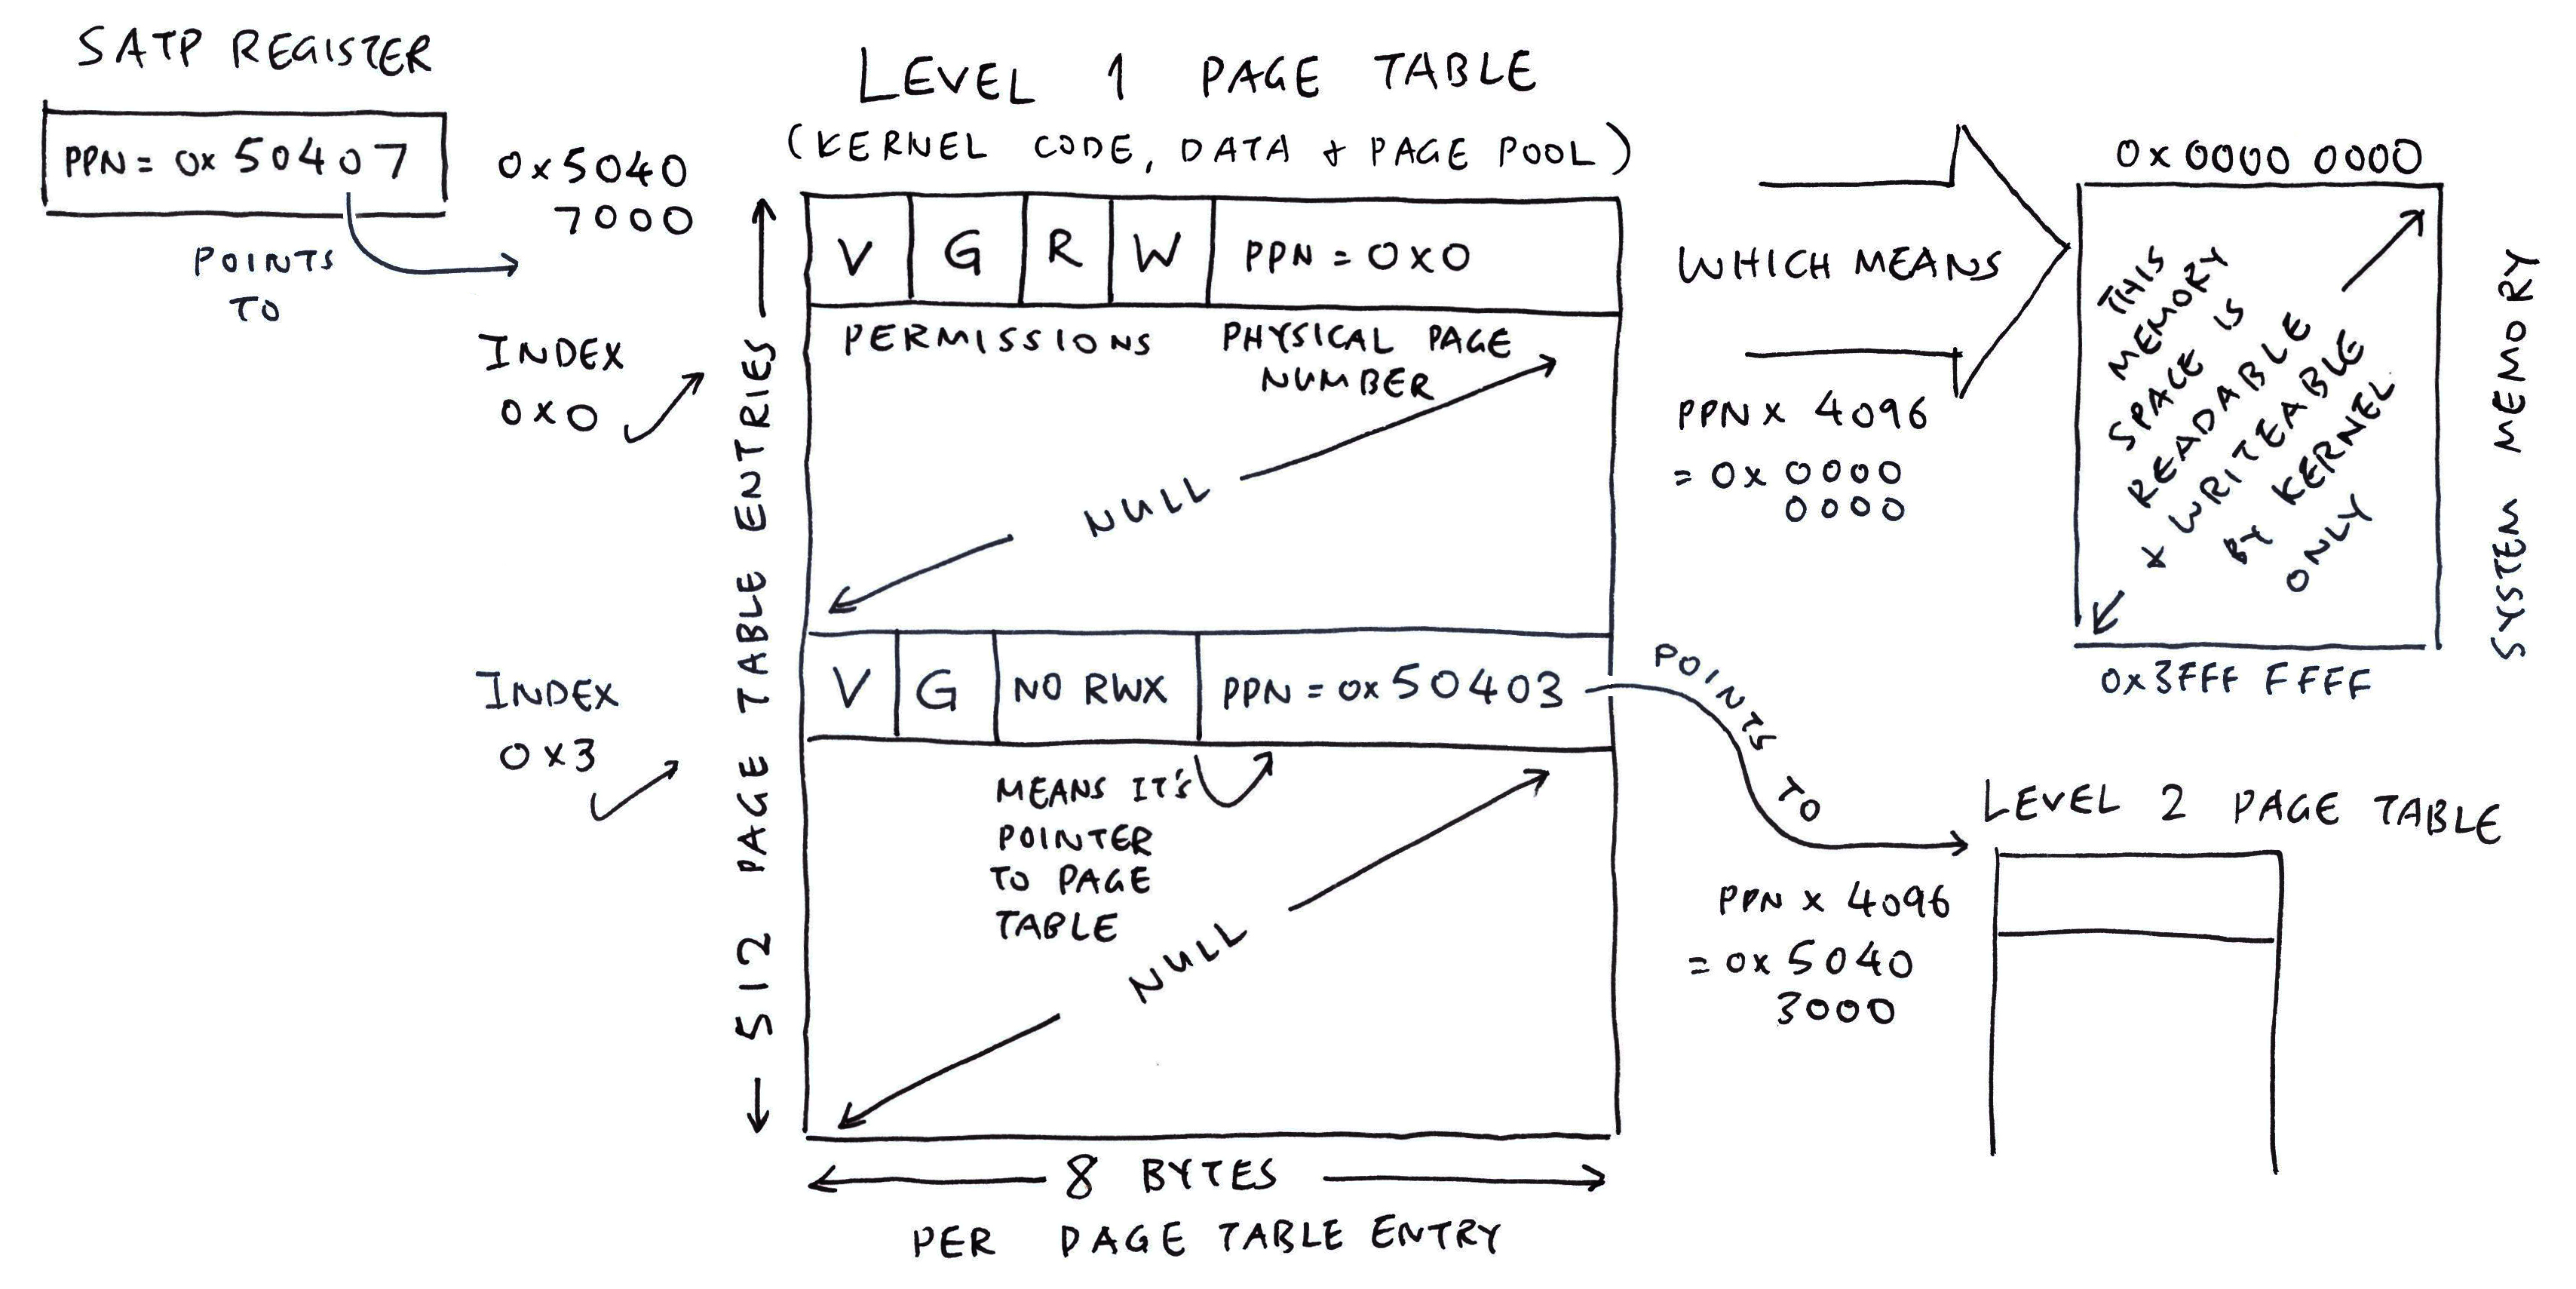 SATP REGISTER
PPN = 0x 50407
POINTS
TO
0x5040
7000
INDEX
0x0
INDEX
0x3
LEVEL 1 PAGE TABLE
(KERNEL CODE, DATA + PAGE POOL)
512 PAGE TABLE ENTRIES
V G R W PPN = 0x0
PERMISSIONS PHYSICAL PAGE
NUMBER
NULL
V G NO RWX PPN = 0x 50403
MEANS IT'S
POINTER
TO PAGE
TABLE
NULL
8 BYTES
PER PAGE TABLE ENTRY
WHICH MEANS
PPN x 4096
= 0x 0000
0000
0x 0000 0000
THIS
MEMORY
SPACE IS
READABLE
+ WRITEABLE
BY KERNEL
ONLY
0x3FFF FFFF
SYSTEM MEMORY
POINTS TO
LEVEL 2 PAGE TABLE
PPN x 4096
= 0x 5040
3000